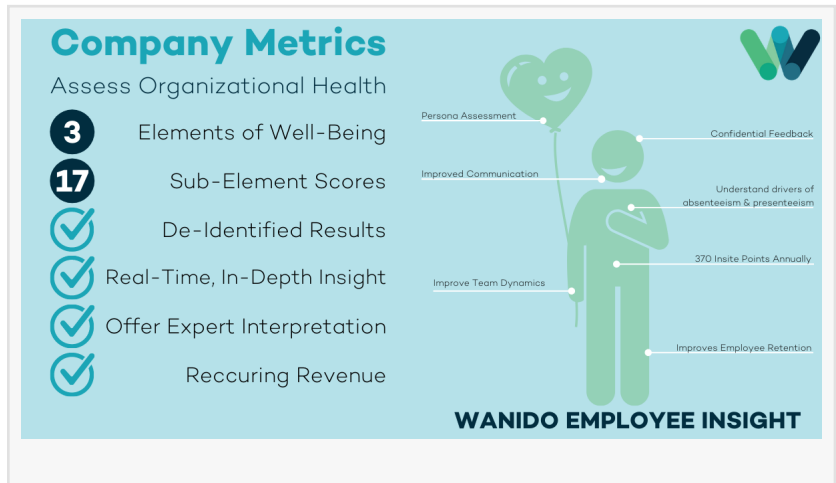 Company Metrics
Assess Organizational Health
3 Elements of Well-Being
17 Sub-Element Scores
De-Identified Results
Real-Time, In-Depth Insight
Offer Expert Interpretation
Reccuring Revenue
Persona Assessment
Improved Communication
Improve Team Dynamics
Confidential Feedback
Understand drivers of
absenteeism & presenteeism
370 Insite Points Annually
Improves Employee Retention
WANIDO EMPLOYEE INSIGHT